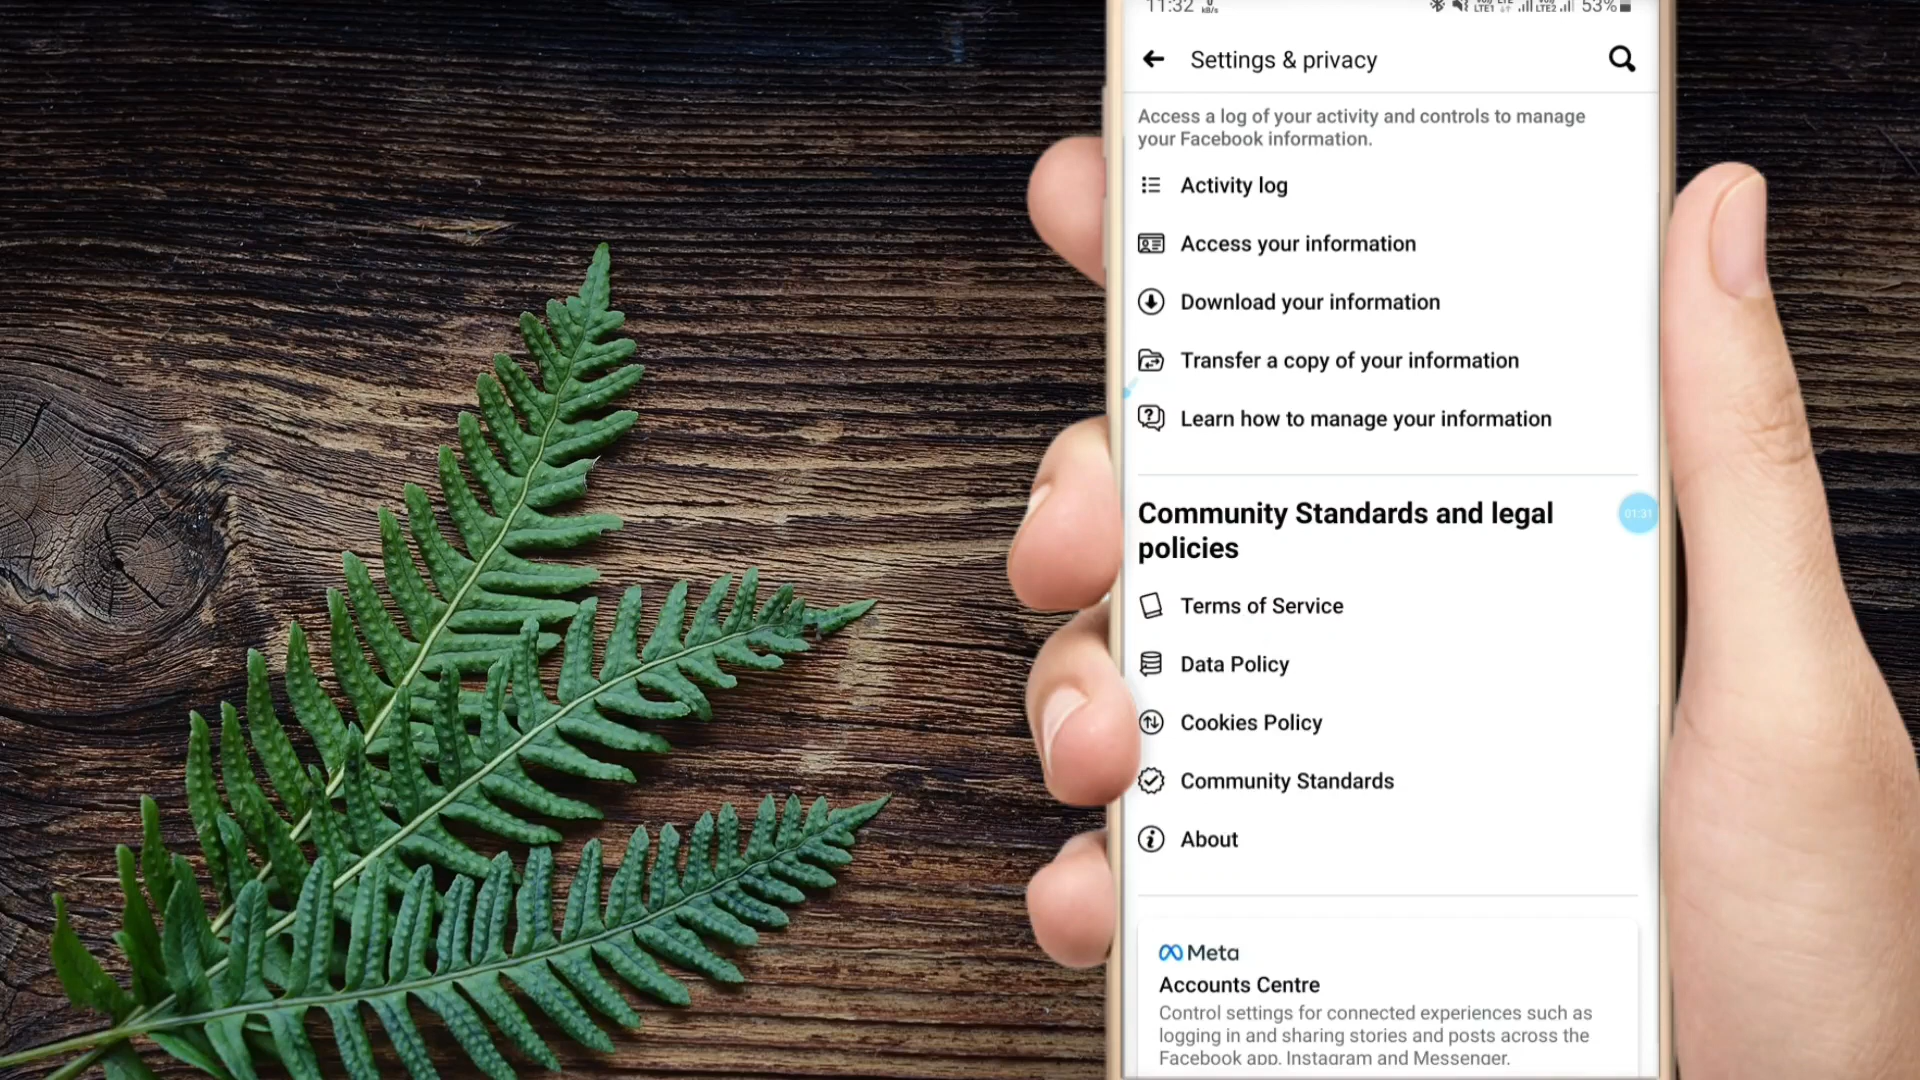 11:32
53%
Settings & privacy
Access a log of your activity and controls to manage
your Facebook information.
Activity log
Access your information
Download your information
Transfer a copy of your information
Learn how to manage your information
Community Standards and legal
policies
01:31
Terms of Service
Data Policy
Cookies Policy
Community Standards
About
Meta
Accounts Centre
Control settings for connected experiences such as
logging in and sharing stories and posts across the
Facebook app, Instagram and Messenger.